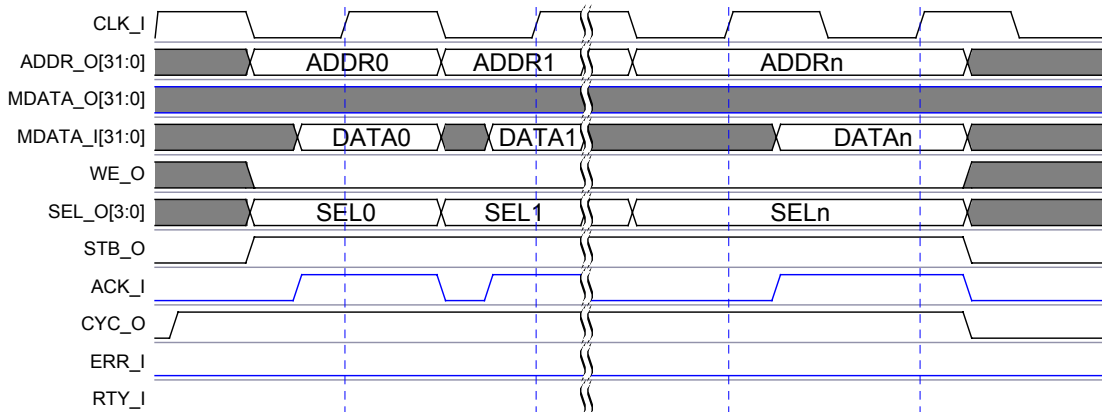 CLK_I
ADDR_O[31:0] ADDR0 ADDR1 ADDRn
MDATA_O[31:0]
MDATA_I[31:0] DATA0 DATA1 DATAn
WE_O
SEL_O[3:0] SEL0 SEL1 SELn
STB_O
ACK_I
CYC_O
ERR_I
RTY_I